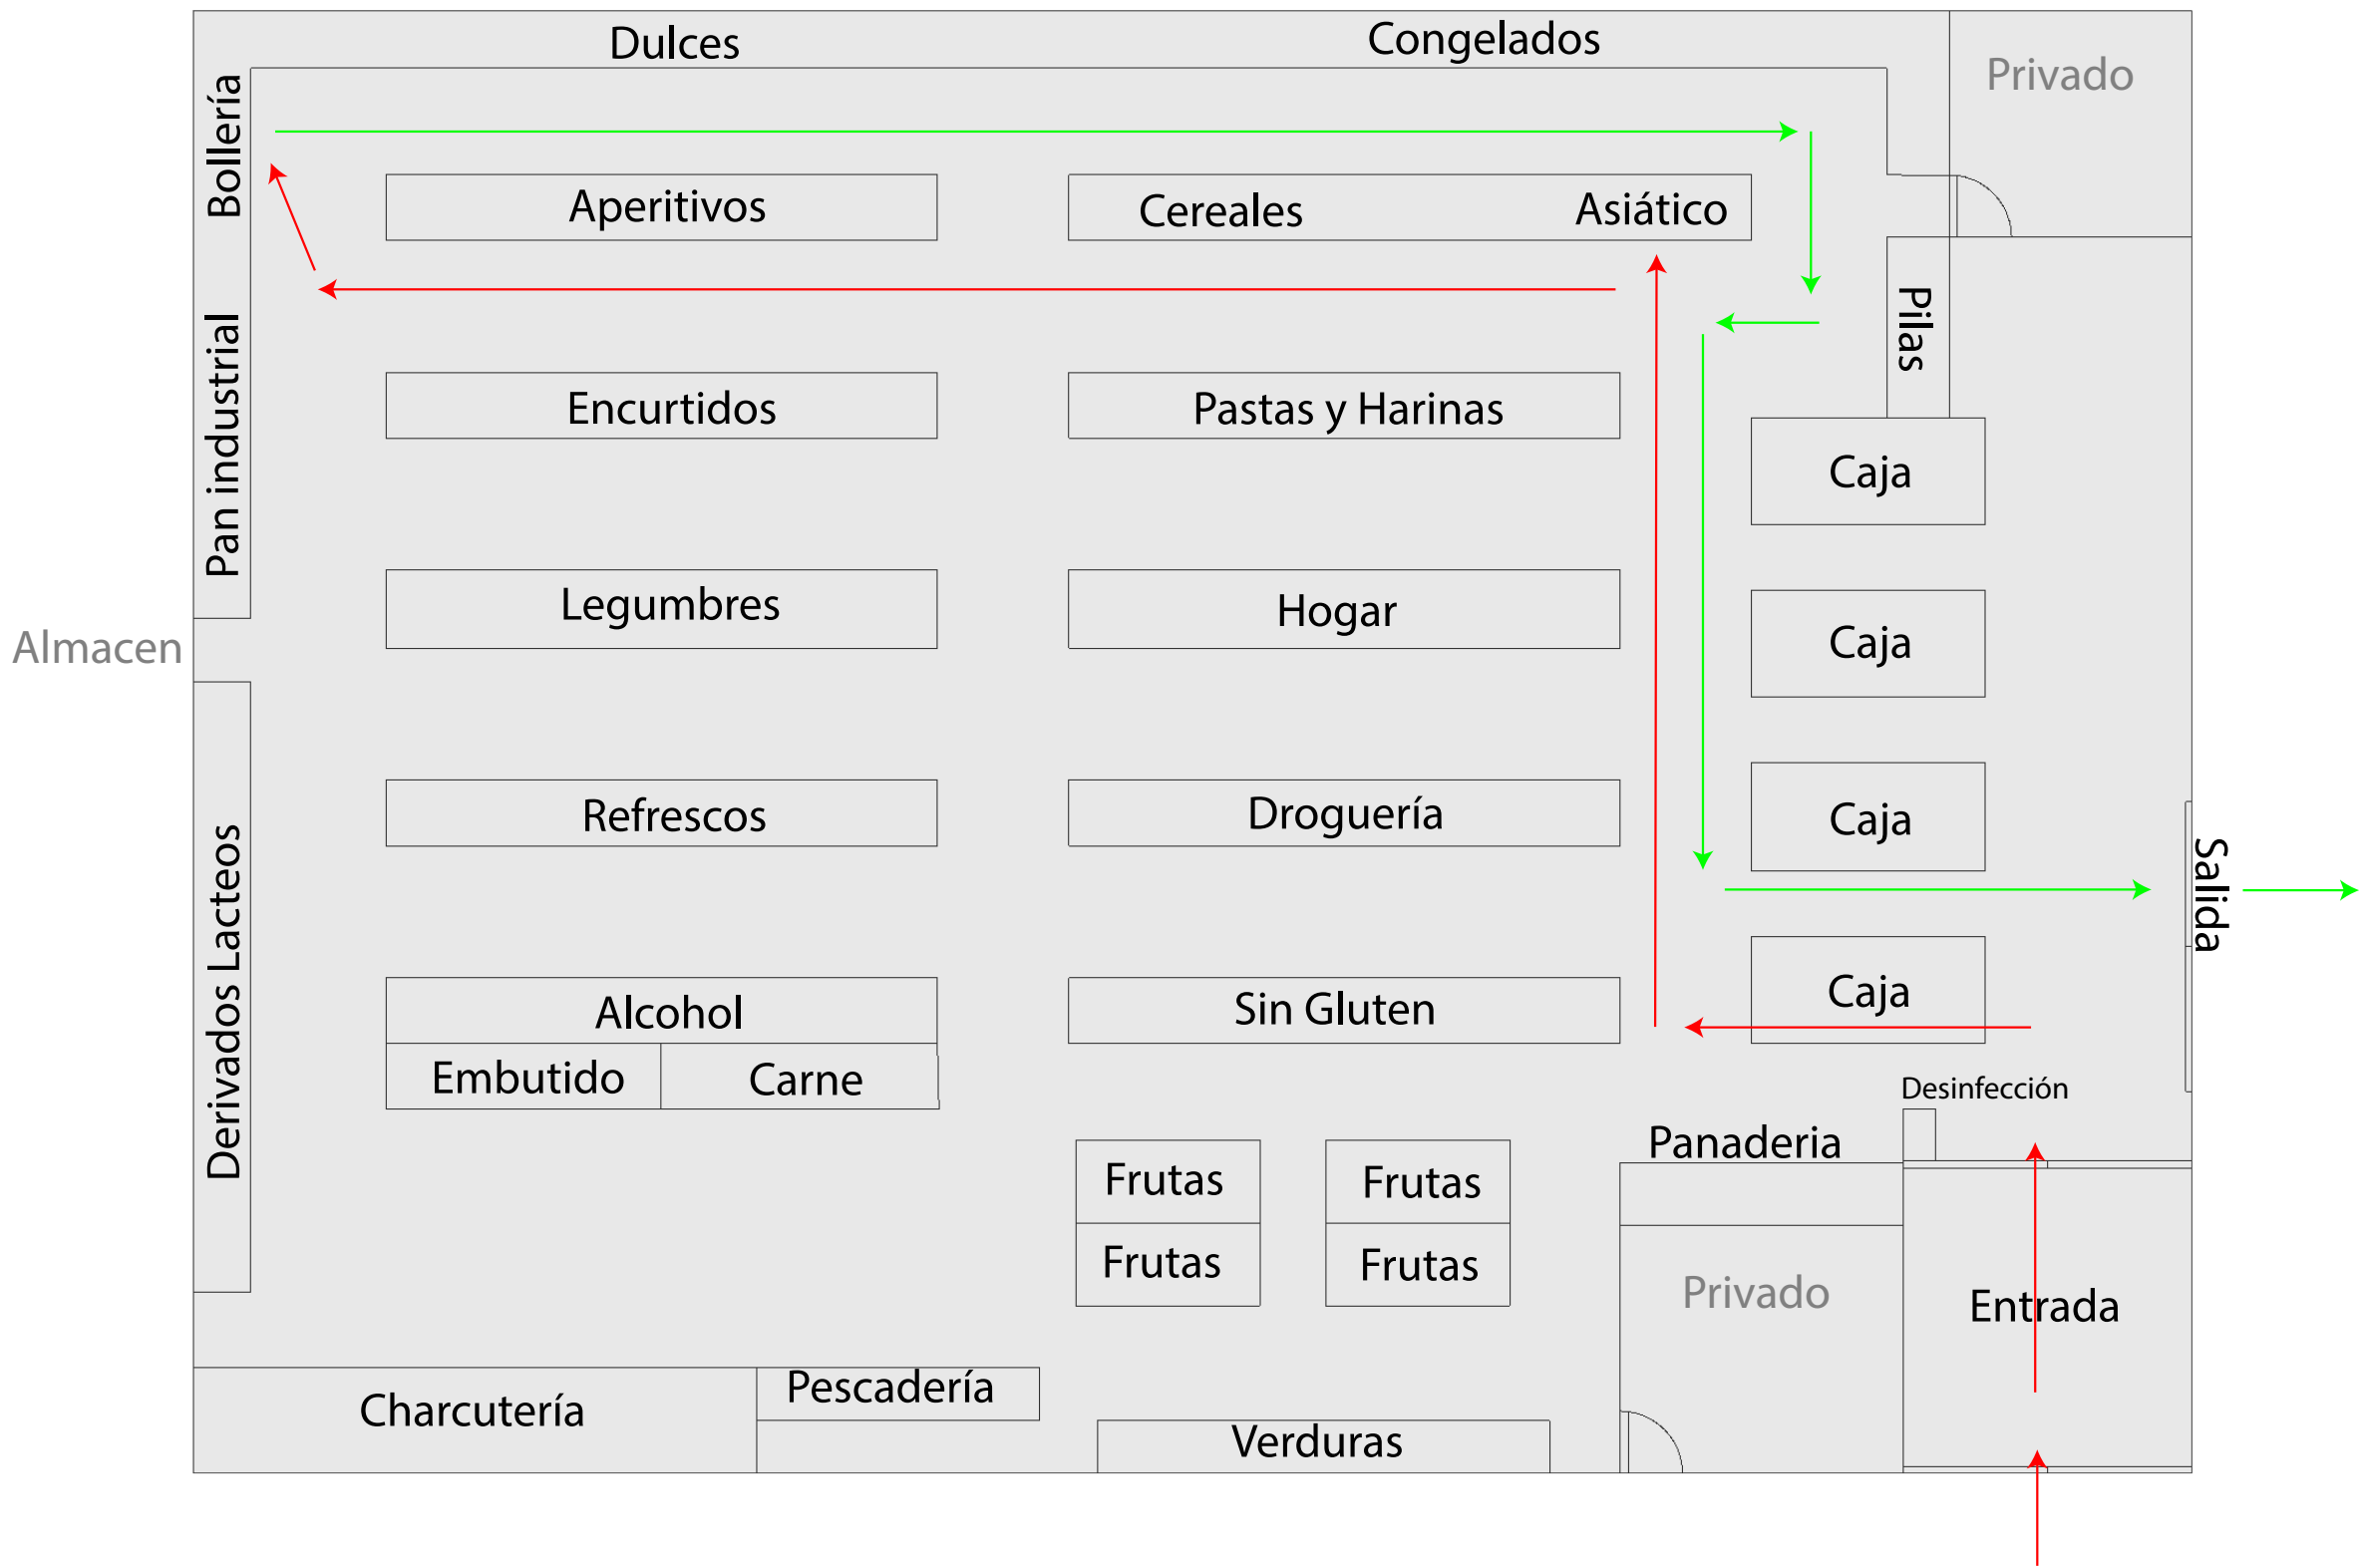 Dulces
Congelados
Privado
Bollería
Aperitivos
Cereales
Asiático
Pan industrial
Pilas
Encurtidos
Pastas y Harinas
Caja
Legumbres
Hogar
Caja
Almacen
Refrescos
Droguería
Caja
Salida
Derivados Lacteos
Alcohol
Sin Gluten
Caja
Embutido
Carne
Desinfección
Panaderia
Frutas
Frutas
Frutas
Frutas
Privado
Entrada
Charcutería
Pescadería
Verduras